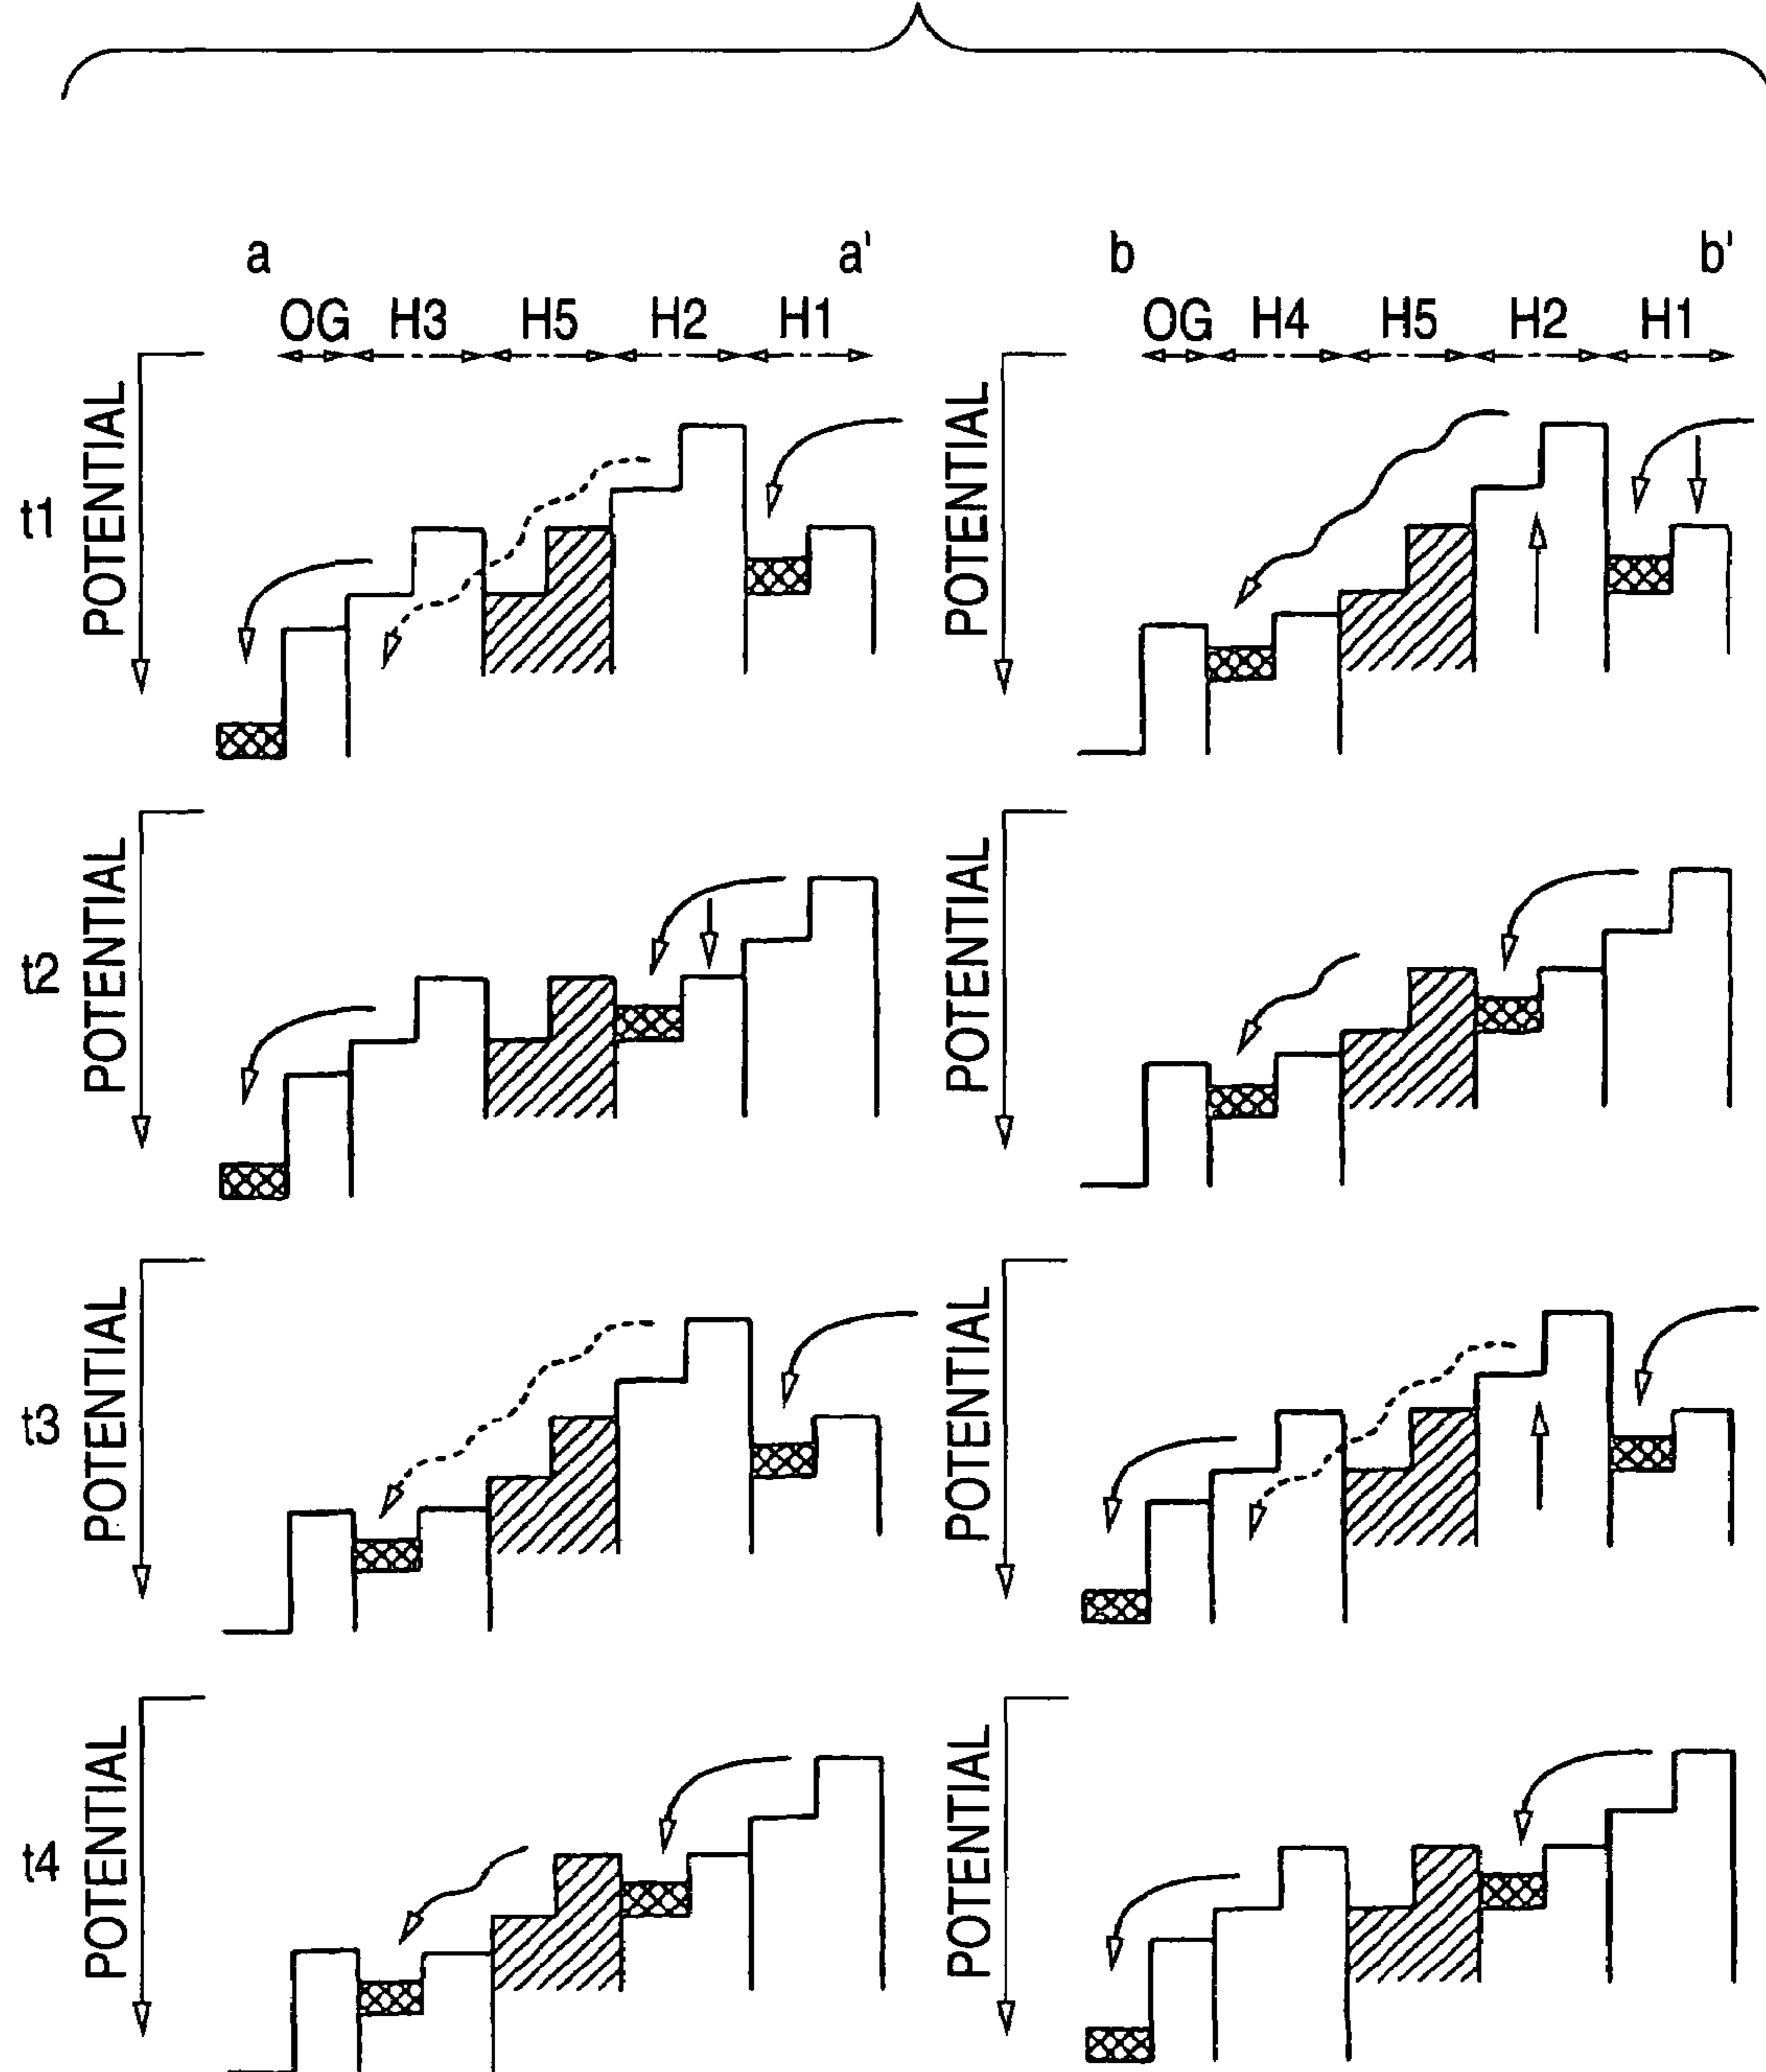 a a' b b'
OG H3 H5 H2 H1 OG H4 H5 H2 H1
t1 POTENTIAL POTENTIAL
t2 POTENTIAL POTENTIAL
t3 POTENTIAL POTENTIAL
t4 POTENTIAL POTENTIAL